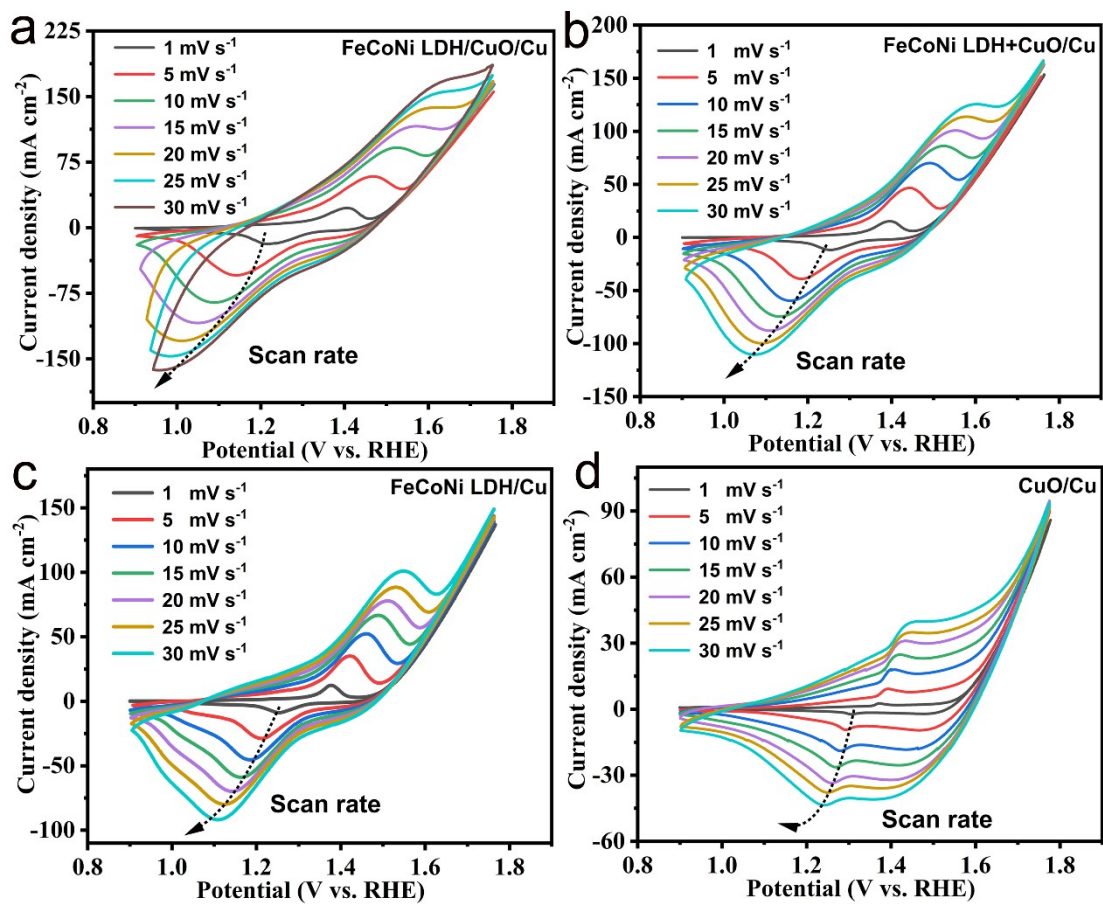 a
FeCoNi LDH/CuO/Cu
1 mV s-1
5 mV s-1
10 mV s-1
15 mV s-1
20 mV s-1
25 mV s-1
30 mV s-1
Scan rate
225
150
75
0
-75
-150
0.8 1.0 1.2 1.4 1.6 1.8
Current density (mA cm-2)
Potential (V vs. RHE)
b
FeCoNi LDH+CuO/Cu
1 mV s-1
5 mV s-1
10 mV s-1
15 mV s-1
20 mV s-1
25 mV s-1
30 mV s-1
Scan rate
200
150
100
50
0
-50
-100
-150
0.8 1.0 1.2 1.4 1.6 1.8
Current density (mA cm-2)
Potential (V vs. RHE)
c
FeCoNi LDH/Cu
1 mV s-1
5 mV s-1
10 mV s-1
15 mV s-1
20 mV s-1
25 mV s-1
30 mV s-1
Scan rate
150
100
50
0
-50
-100
0.8 1.0 1.2 1.4 1.6 1.8
Current density (mA cm-2)
Potential (V vs. RHE)
d
CuO/Cu
1 mV s-1
5 mV s-1
10 mV s-1
15 mV s-1
20 mV s-1
25 mV s-1
30 mV s-1
Scan rate
90
60
30
0
-30
-60
0.8 1.0 1.2 1.4 1.6 1.8
Current density (mA cm-2)
Potential (V vs. RHE)